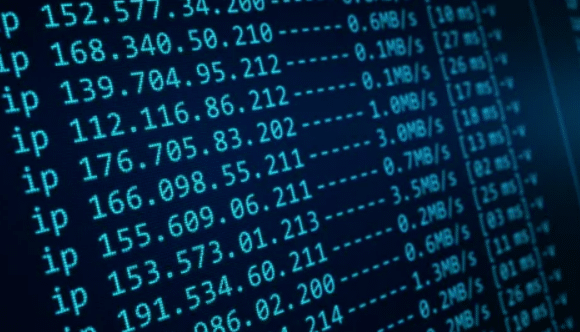 p 152.577.34.200------
ip 168.340.50.210------0.6MB/s [10 ms]-v
ip 139.704.95.212------0.1MB/s [27 ms]-v
ip 112.116.86.212------0.1MB/s [26 ms]-v
ip 176.705.83.202------1.0MB/s [17 ms]-v
ip 166.098.55.211------3.0MB/s [18 ms]-v
ip 155.609.06.211------0.7MB/s [13 ms]-v
ip 153.573.01.213------3.5MB/s [02 ms]-v
191.534.60.211------0.2MB/s [25 ms]-v
986.02.200------0.6MB/s [03 ms]-v
.214------1.3MB/s [11 ms]-v
0.2MB/s [01 ms]-v
[26 ms]-v
[10 ms]